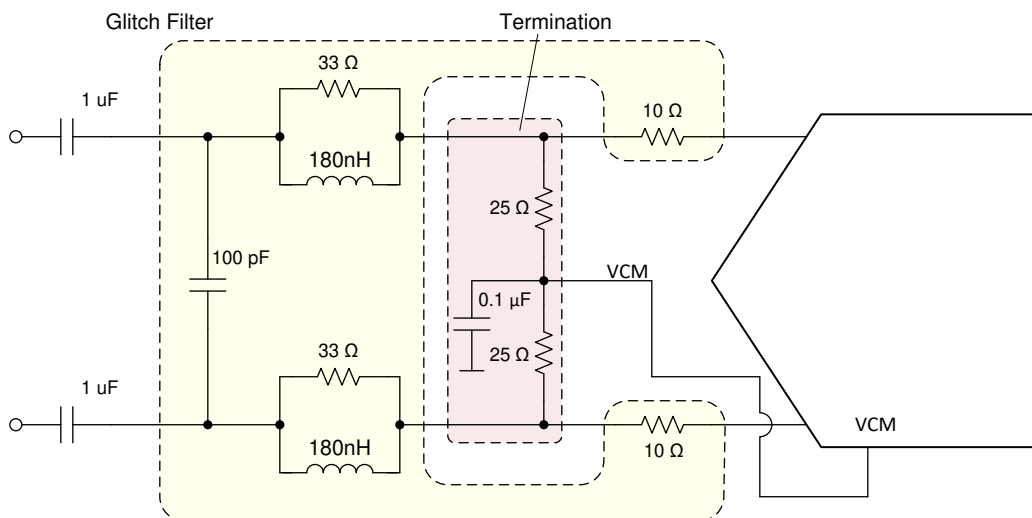 Glitch Filter
Termination
33 Ω
1 uF
10 Ω
180nH
25 Ω
100 pF
VCM
0.1 µF
33 Ω
25 Ω
1 uF
VCM
180nH
10 Ω